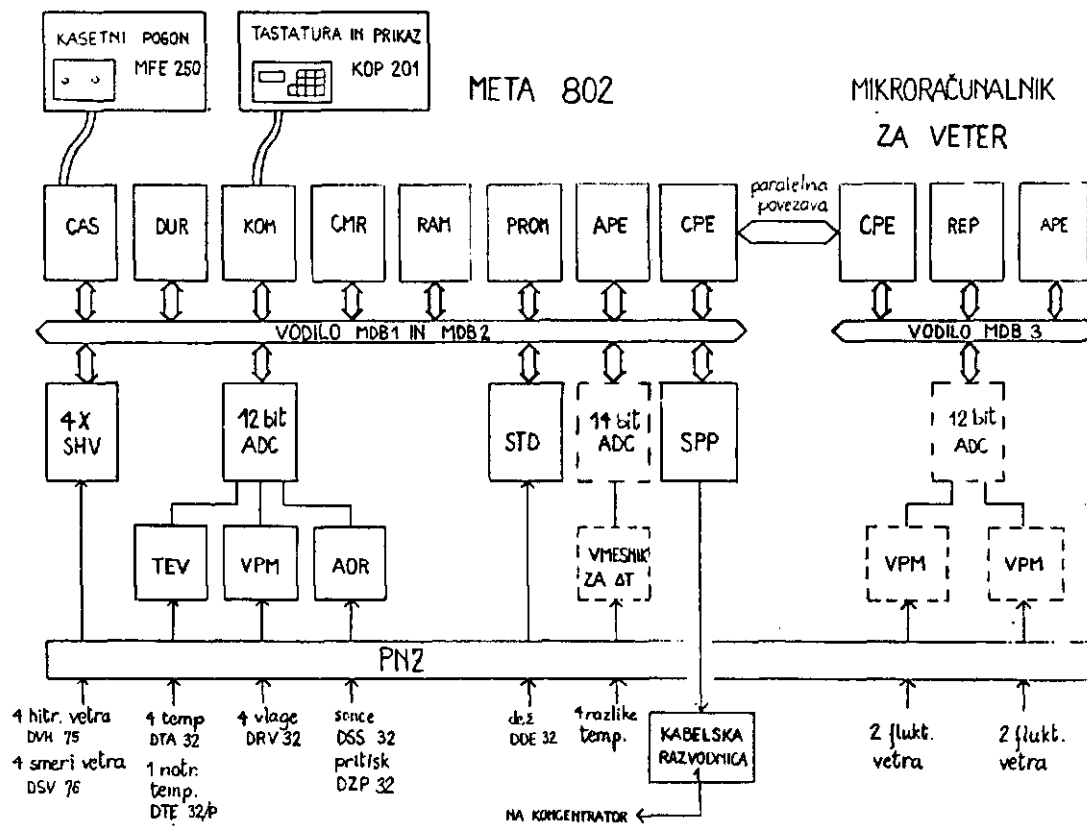 KASETNI POGON
MFE 250
TASTATURA IN PRIKAZ
KOP 201
META 802
MIKRORAČUNALNIK
ZA VETER
CAS
DUR
KOM
CMR
RAM
PROM
APE
CPE
paralelna
povezava
CPE
REP
APE
VODILO MDB1 IN MDB2
VODILO MDB 3
4 X
SHV
12 bit
ADC
STD
14 bit
ADC
SPP
12 bit
ADC
TEV
VPM
AOR
VMESNIK
ZA ΔT
VPM
VPM
PN2
4 hitr. vetra
DVH 75
4 smeri vetra
DSV 76
4 temp
DTA 32
1 notr.
temp.
DTE 32/P
4 vlage
DRV 32
sonce
DSS 32
pritisk
DZP 32
dež
DDE 32
4 razlike
temp.
KABELSKA
RAZVODNICA
NA KONCENTRATOR
2 flukt.
vetra
2 flukt.
vetra